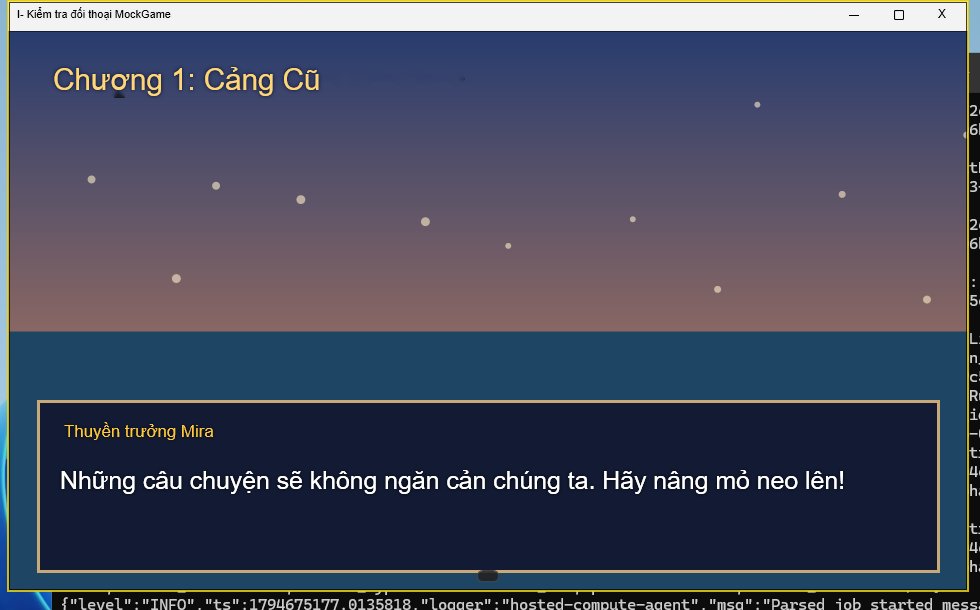 I- Kiểm tra đối thoại MockGame
Chương 1: Cảng Cũ
Thuyền trưởng Mira
Những câu chuyện sẽ không ngăn cản chúng ta. Hãy nâng mỏ neo lên!
{"level":"INFO","ts":1794675177.0135818,"logger":"hosted-compute-agent","msg":"Parsed job started